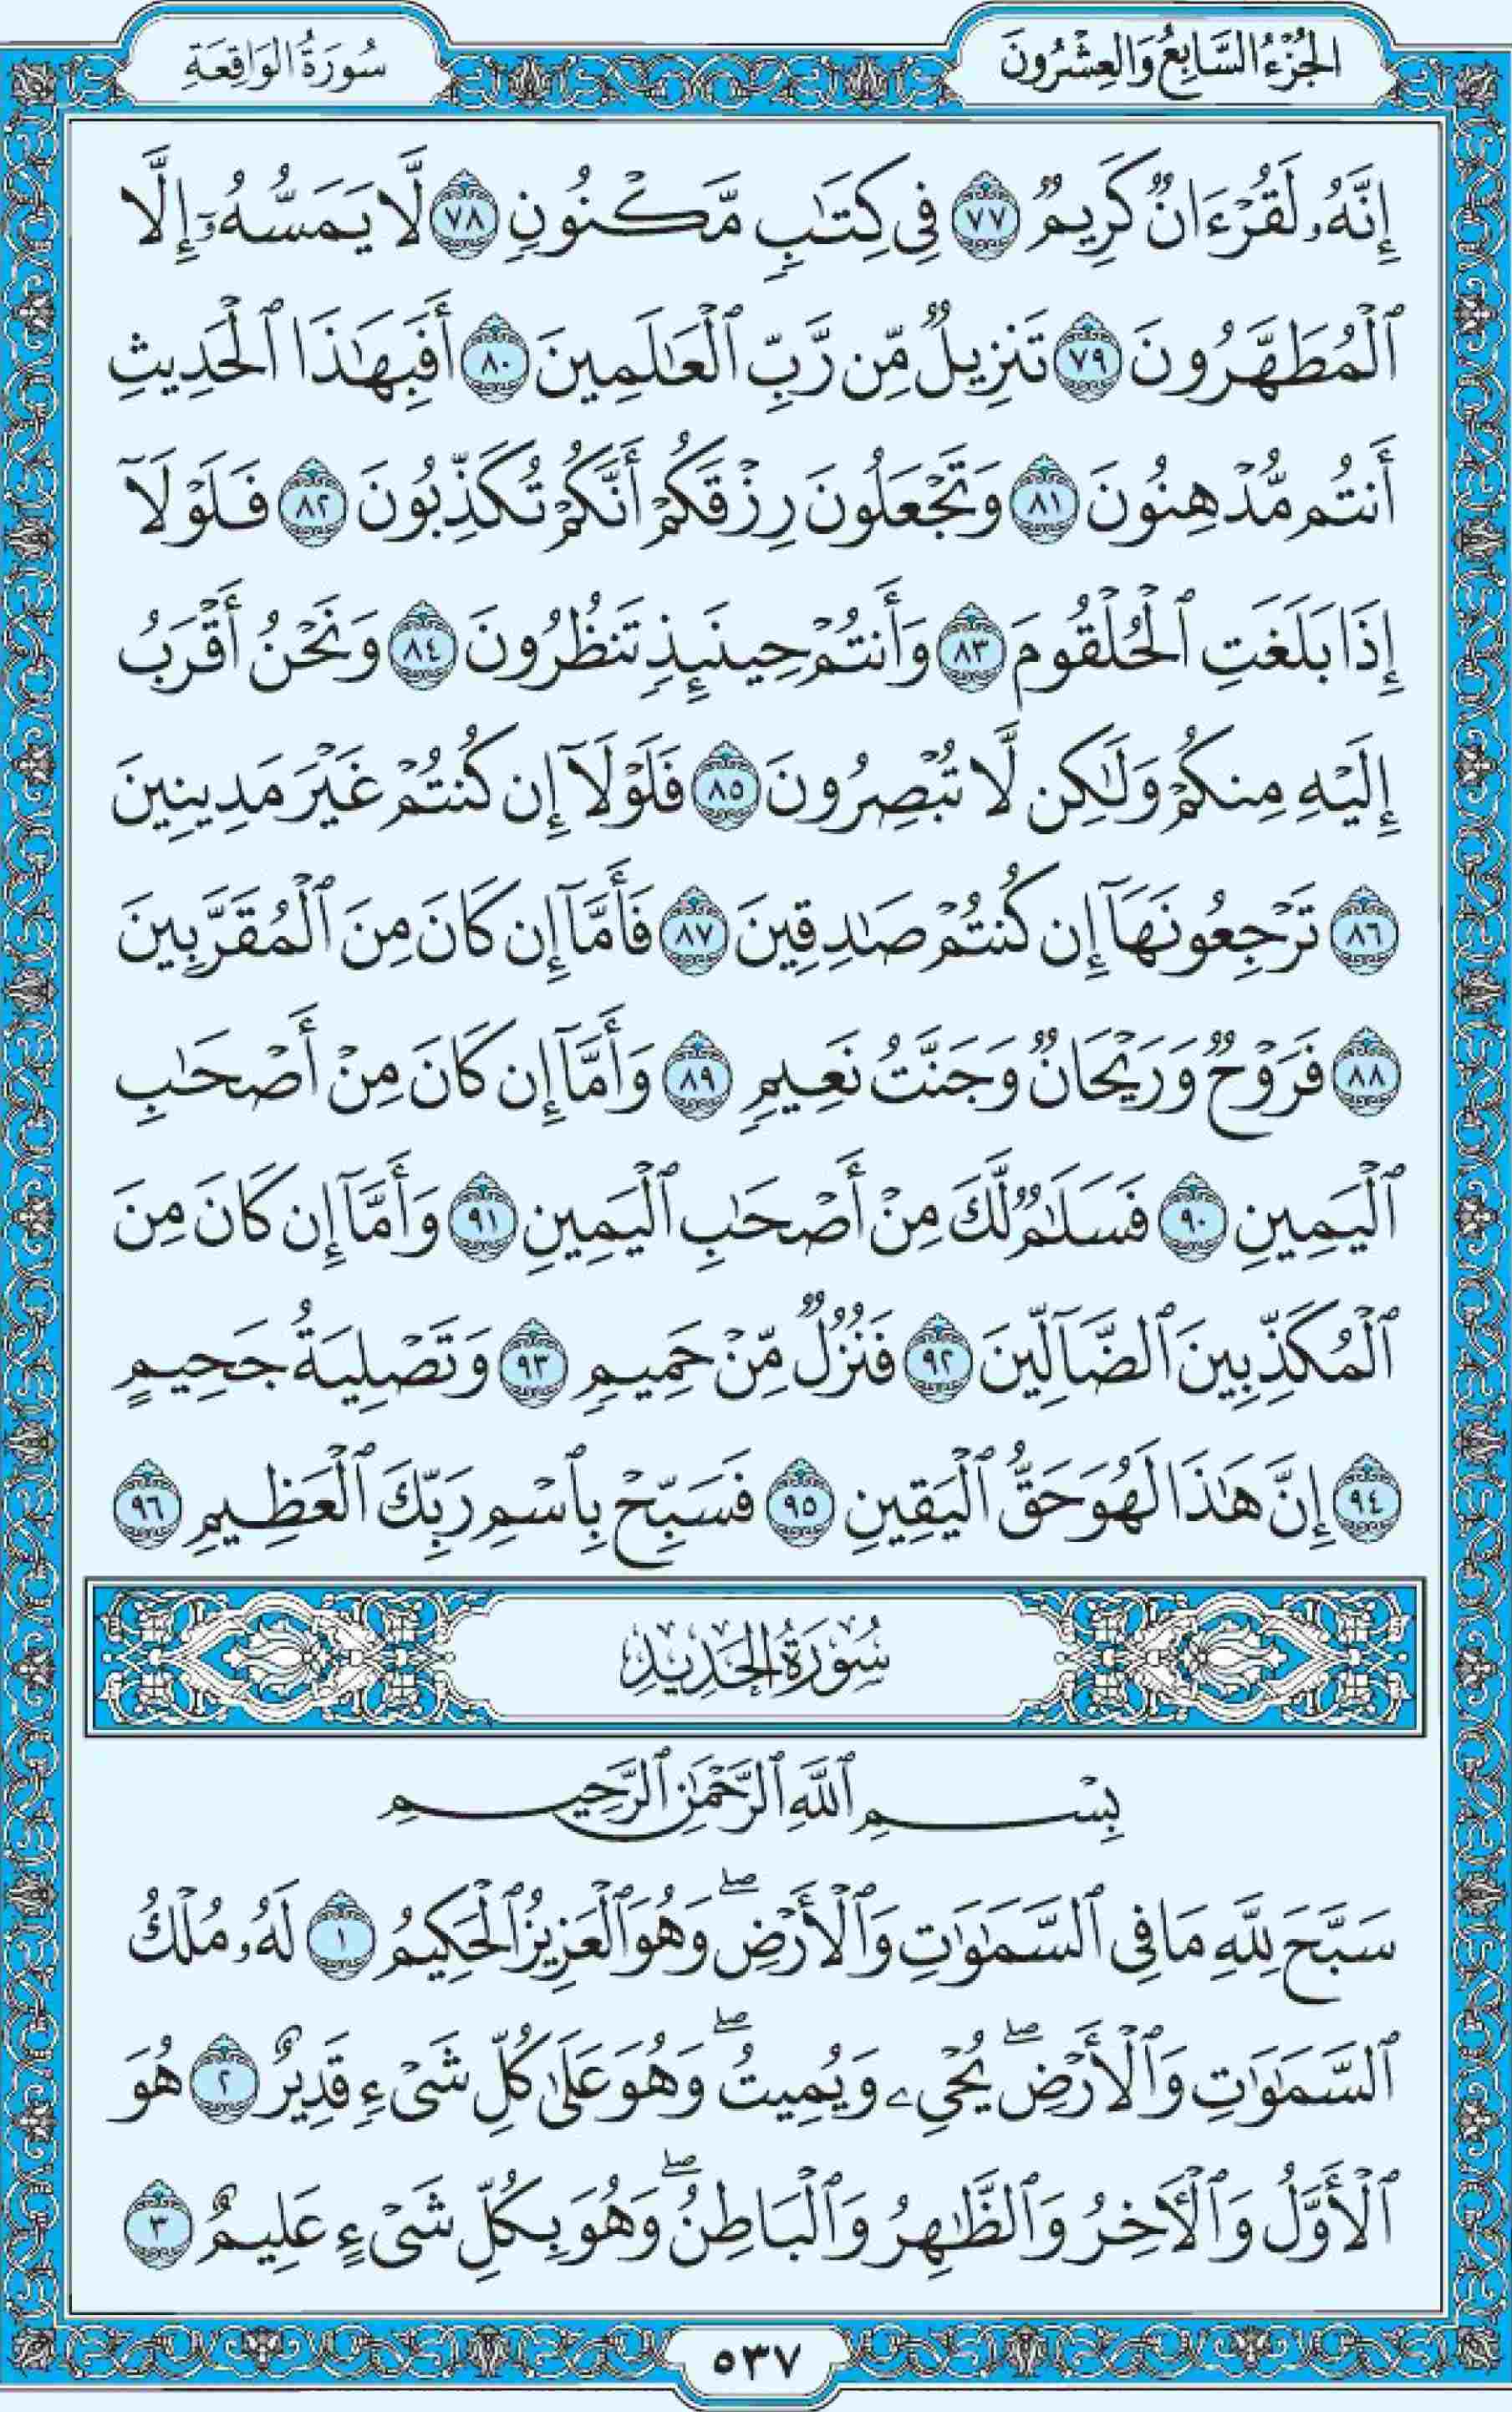 الجُزْءُ السَّابِعُ وَالعِشْرُونَ
سُورَةُ الوَاقِعَةِ
إِنَّهُۥ لَقُرْءَانٌ كَرِيمٌ ٧٧ فِى كِتَٰبٍ مَّكْنُونٍ ٧٨ لَّا يَمَسُّهُۥٓ إِلَّا
ٱلْمُطَهَّرُونَ ٧٩ تَنزِيلٌ مِّن رَّبِّ ٱلْعَٰلَمِينَ ٨٠ أَفَبِهَٰذَا ٱلْحَدِيثِ
أَنتُم مُّدْهِنُونَ ٨١ وَتَجْعَلُونَ رِزْقَكُمْ أَنَّكُمْ تُكَذِّبُونَ ٨٢ فَلَوْلَآ
إِذَا بَلَغَتِ ٱلْحُلْقُومَ ٨٣ وَأَنتُمْ حِينَئِذٍ تَنظُرُونَ ٨٤ وَنَحْنُ أَقْرَبُ
إِلَيْهِ مِنكُمْ وَلَٰكِن لَّا تُبْصِرُونَ ٨٥ فَلَوْلَآ إِن كُنتُمْ غَيْرَ مَدِينِينَ
٨٦ تَرْجِعُونَهَآ إِن كُنتُمْ صَٰدِقِينَ ٨٧ فَأَمَّآ إِن كَانَ مِنَ ٱلْمُقَرَّبِينَ
٨٨ فَرَوْحٌ وَرَيْحَانٌ وَجَنَّتُ نَعِيمٍ ٨٩ وَأَمَّآ إِن كَانَ مِنْ أَصْحَٰبِ
ٱلْيَمِينِ ٩٠ فَسَلَٰمٌ لَّكَ مِنْ أَصْحَٰبِ ٱلْيَمِينِ ٩١ وَأَمَّآ إِن كَانَ مِنَ
ٱلْمُكَذِّبِينَ ٱلضَّآلِّينَ ٩٢ فَنُزُلٌ مِّنْ حَمِيمٍ ٩٣ وَتَصْلِيَةُ جَحِيمٍ
٩٤ إِنَّ هَٰذَا لَهُوَ حَقُّ ٱلْيَقِينِ ٩٥ فَسَبِّحْ بِٱسْمِ رَبِّكَ ٱلْعَظِيمِ ٩٦
سُورَةُ الحَدِيدِ
بِسْمِ ٱللَّهِ ٱلرَّحْمَٰنِ ٱلرَّحِيمِ
سَبَّحَ لِلَّهِ مَا فِى ٱلسَّمَٰوَٰتِ وَٱلْأَرْضِۖ وَهُوَ ٱلْعَزِيزُ ٱلْحَكِيمُ ١ لَهُۥ مُلْكُ
ٱلسَّمَٰوَٰتِ وَٱلْأَرْضِۖ يُحْىِۦ وَيُمِيتُۖ وَهُوَ عَلَىٰ كُلِّ شَىْءٍ قَدِيرٌ ٢ هُوَ
ٱلْأَوَّلُ وَٱلْءَاخِرُ وَٱلظَّٰهِرُ وَٱلْبَاطِنُۖ وَهُوَ بِكُلِّ شَىْءٍ عَلِيمٌ ٣
٥٣٧